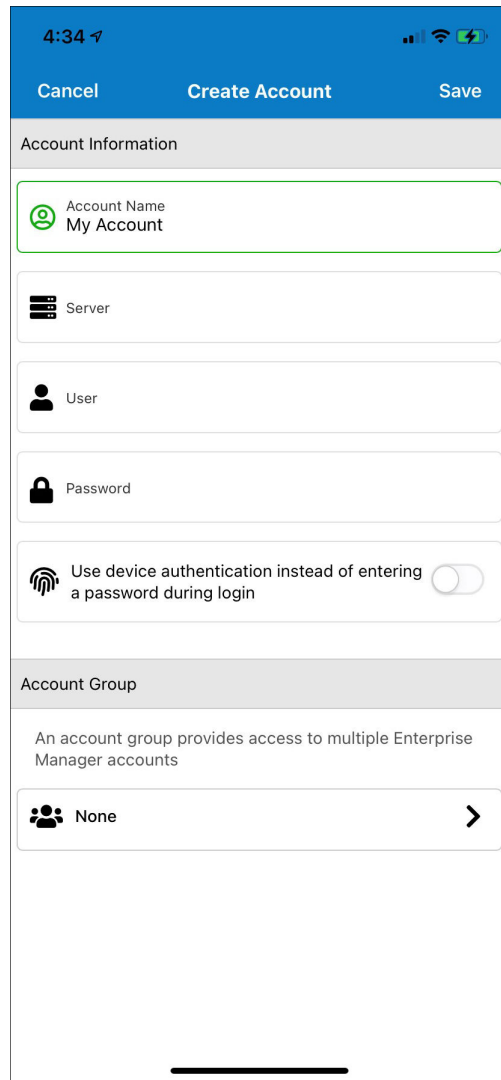 4:34
Cancel Create Account Save
Account Information
Account Name
My Account
Server
User
Password
Use device authentication instead of entering
a password during login
Account Group
An account group provides access to multiple Enterprise
Manager accounts
None